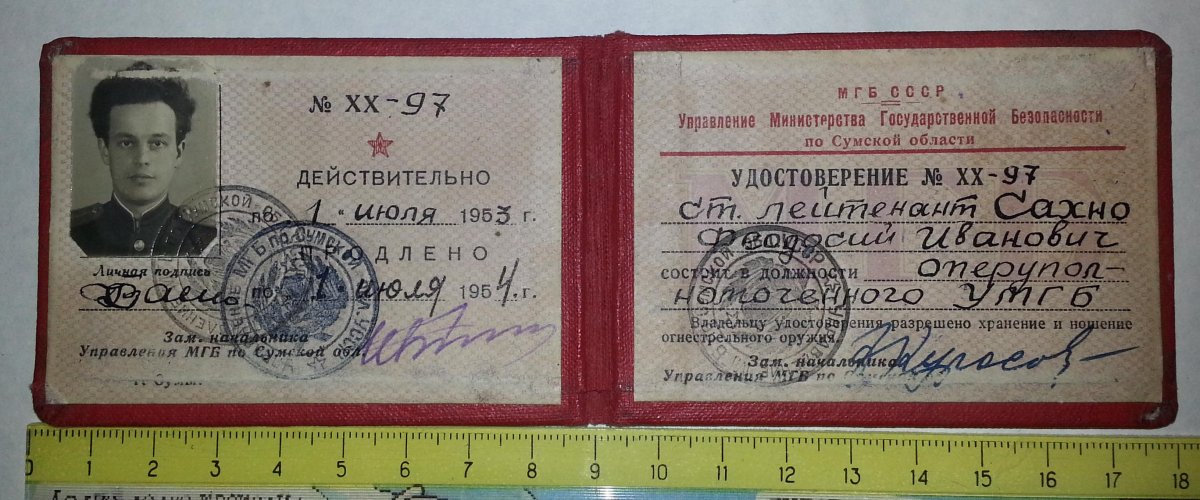 № XX-97
ДЕЙСТВИТЕЛЬНО
по 1 " июля 1953 г.
ПРОДЛЕНО
Личная подпись
по 1 " июля 1954 г.
Зам. начальника
Управления МГБ по Сумской обл.
г. Сумы.
МГБ СССР
Управление Министерства Государственной Безопасности
по Сумской области
УДОСТОВЕРЕНИЕ № XX-97
ст. лейтенант Сахно
Феодосий Иванович
состоит в должности оперупол-
номоченного УМГБ
Владельцу удостоверения разрешено хранение и ношение
огнестрельного оружия.
Зам. начальника
Управления МГБ по
0 1 2 3 4 5 6 7 8 9 10 11 12 13 14 15 16 17 18